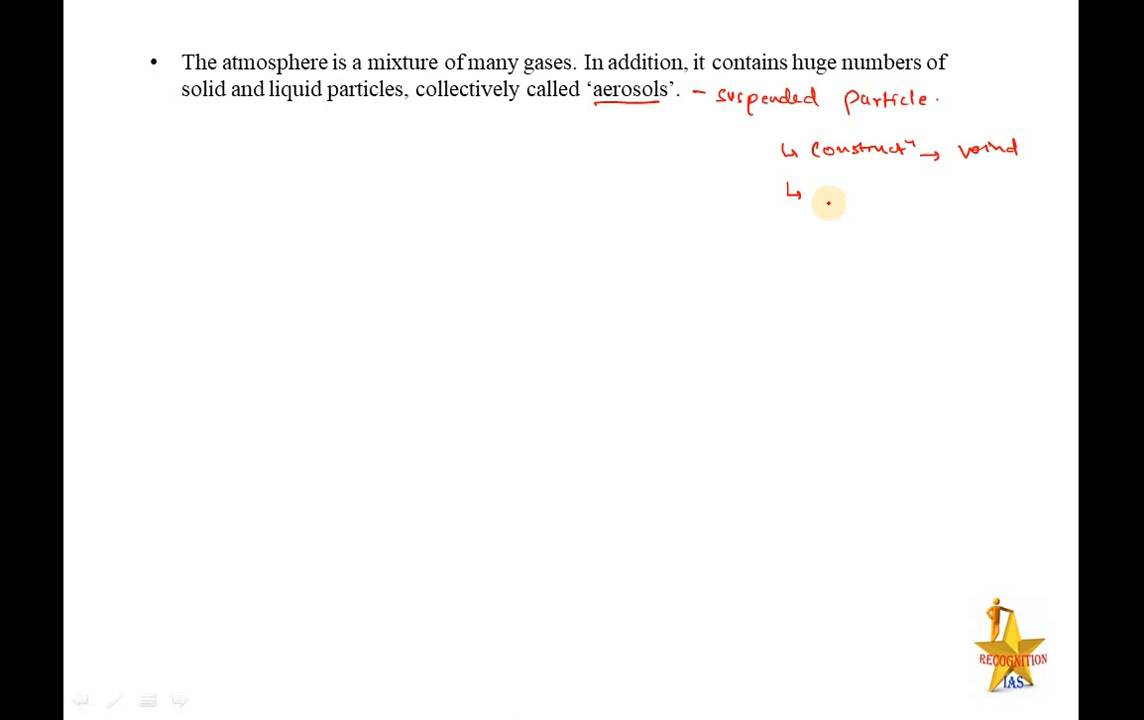 • The atmosphere is a mixture of many gases. In addition, it contains huge numbers of
solid and liquid particles, collectively called ‘aerosols’. – suspended particle.
↳ constructⁿ → wind
↳
RECOGNITION
IAS